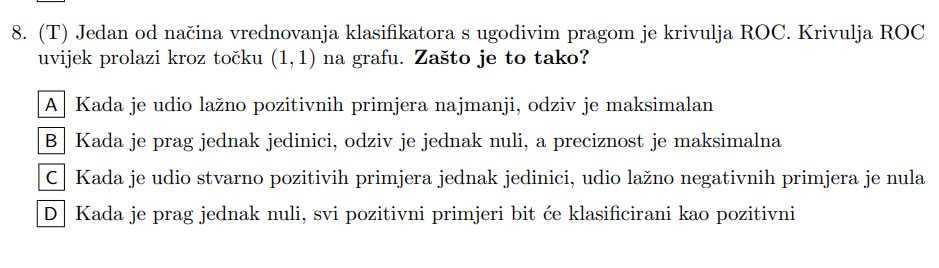 8. (T) Jedan od načina vrednovanja klasifikatora s ugodivim pragom je krivulja ROC. Krivulja ROC
uvijek prolazi kroz točku (1, 1) na grafu. Zašto je to tako?
A Kada je udio lažno pozitivnih primjera najmanji, odziv je maksimalan
B Kada je prag jednak jedinici, odziv je jednak nuli, a preciznost je maksimalna
C Kada je udio stvarno pozitivih primjera jednak jedinici, udio lažno negativnih primjera je nula
D Kada je prag jednak nuli, svi pozitivni primjeri bit će klasificirani kao pozitivni